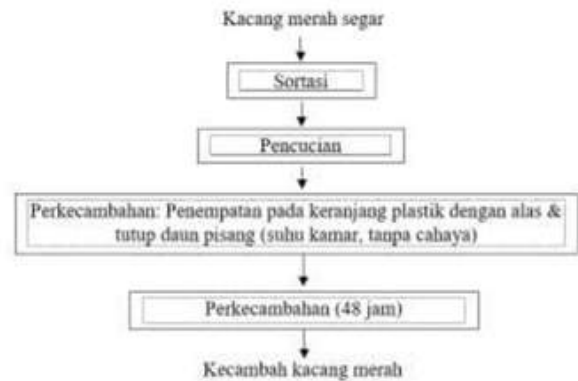 Kacang merah segar
Sortasi
Pencucian
Perkecambahan: Penempatan pada keranjang plastik dengan alas &
tutup daun pisang (suhu kamar, tanpa cahaya)
Perkecambahan (48 jam)
Kecambah kacang merah